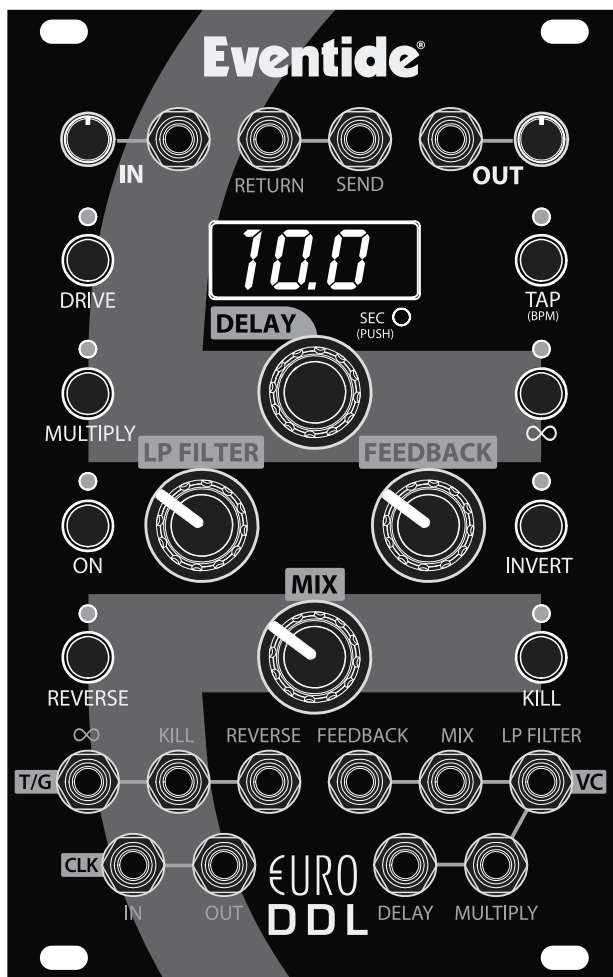 Eventide®
IN RETURN SEND OUT
10.0
DRIVE TAP
(BPM)
DELAY SEC
(PUSH)
MULTIPLY ∞
LP FILTER FEEDBACK
ON INVERT
MIX
REVERSE KILL
∞ KILL REVERSE FEEDBACK MIX LP FILTER
T/G VC
CLK
IN OUT DELAY MULTIPLY
€URO
DDL